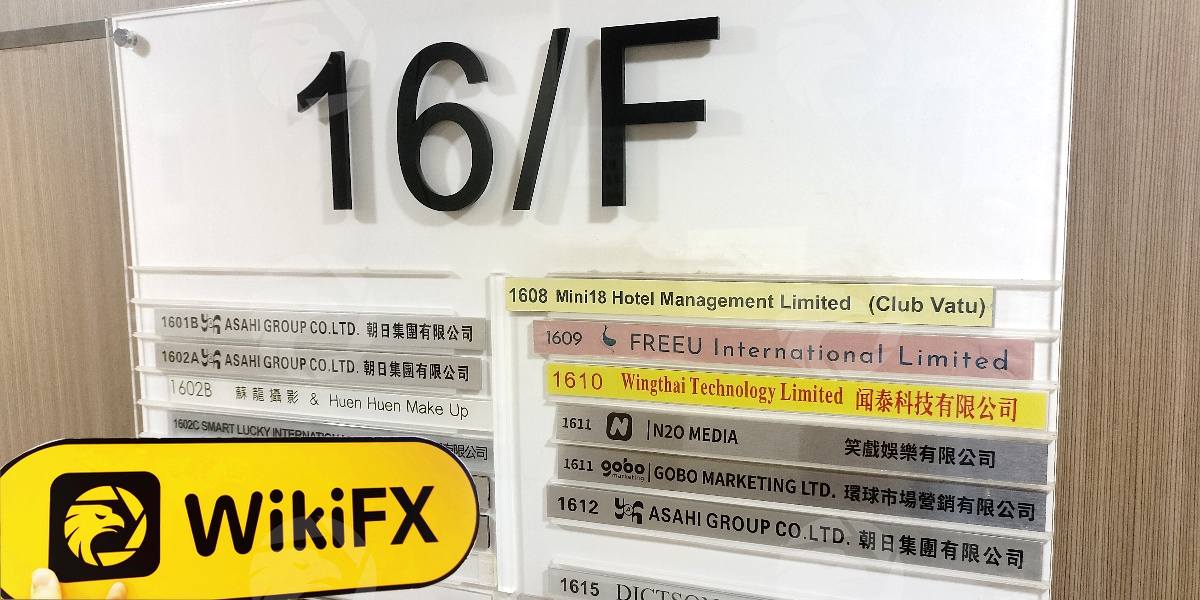 16/F
1601B ASAHI GROUP CO.LTD. 朝日集團有限公司
1602A ASAHI GROUP CO.LTD. 朝日集團有限公司
1602B 蘇龍攝影 & Huen Huen Make Up
1602C SMART LUCKY 有限公司
1608 Mini18 Hotel Management Limited (Club Vatu)
1609 FREEU International Limited
1610 Wingthai Technology Limited 闻泰科技有限公司
1611 N2O MEDIA 笑戲娛樂有限公司
1611 gobo marketing GOBO MARKETING LTD. 環球市場營銷有限公司
1612 ASAHI GROUP CO.LTD. 朝日集團有限公司
1615
WikiFX